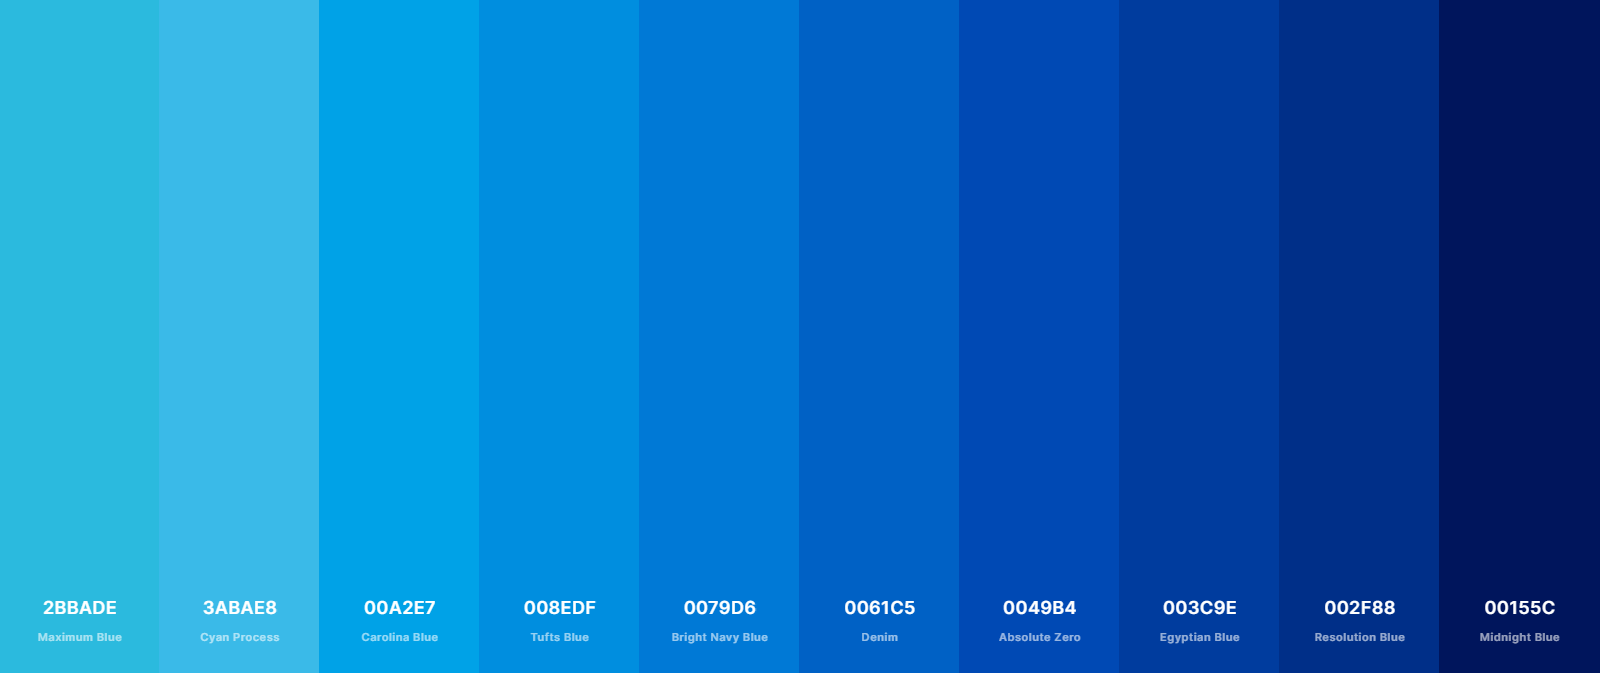 2BBADE
Maximum Blue
3ABAE8
Cyan Process
00A2E7
Carolina Blue
008EDF
Tufts Blue
0079D6
Bright Navy Blue
0061C5
Denim
0049B4
Absolute Zero
003C9E
Egyptian Blue
002F88
Resolution Blue
00155C
Midnight Blue